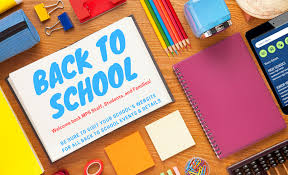 BACK TO
SCHOOL
Welcome back MPS Staff, Students, and Families!
BE SURE TO VISIT YOUR SCHOOL'S WEBSITE
FOR ALL BACK TO SCHOOL EVENTS & DETAILS